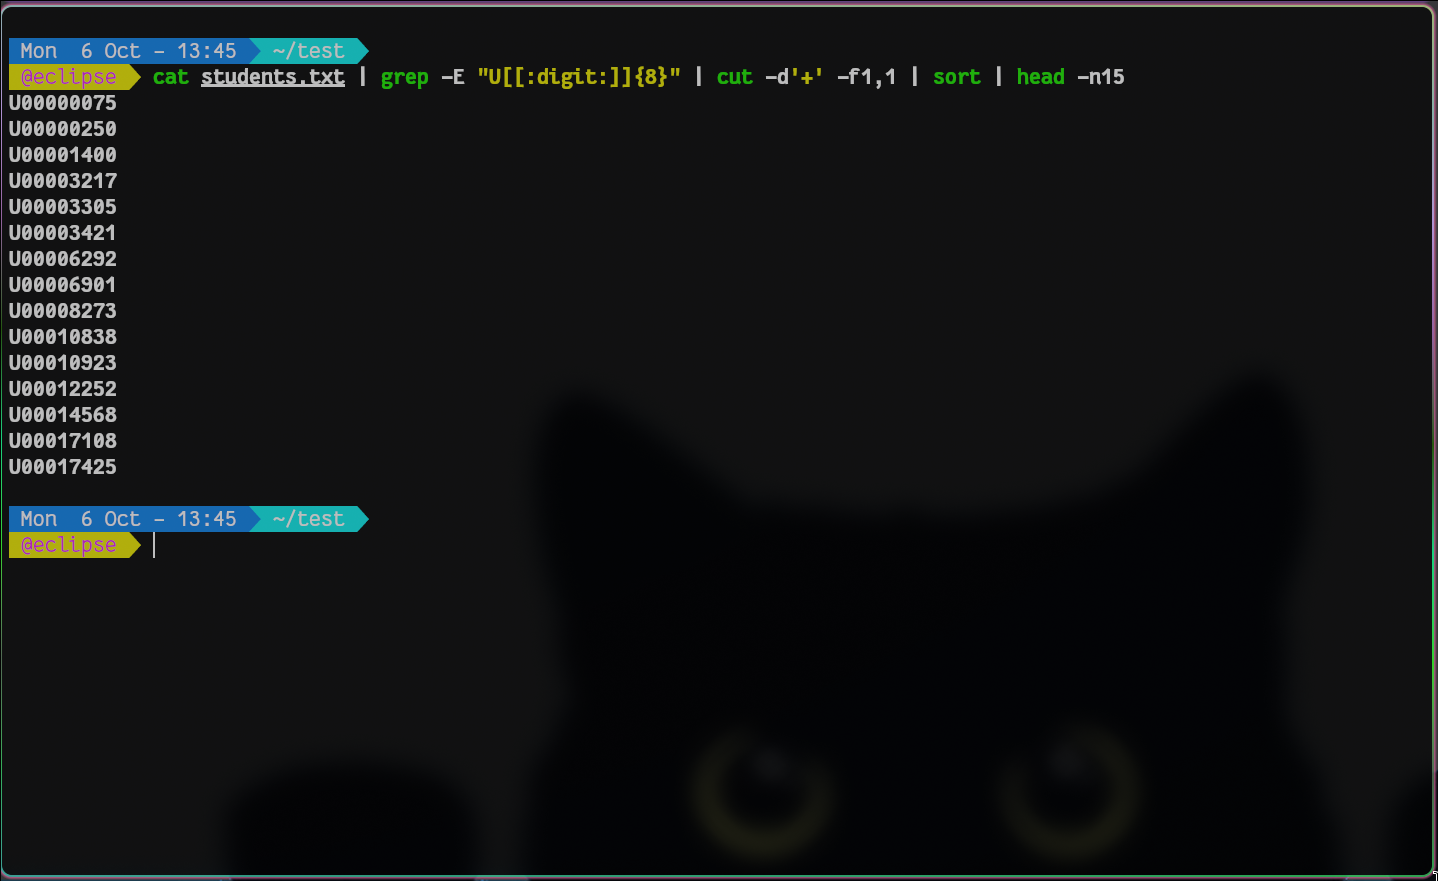 Mon  6 Oct - 13:45 ~/test
@eclipse cat students.txt | grep -E "U[[:digit:]]{8}" | cut -d'+' -f1,1 | sort | head -n15
U00000075
U00000250
U00001400
U00003217
U00003305
U00003421
U00006292
U00006901
U00008273
U00010838
U00010923
U00012252
U00014568
U00017108
U00017425
Mon  6 Oct - 13:45 ~/test
@eclipse